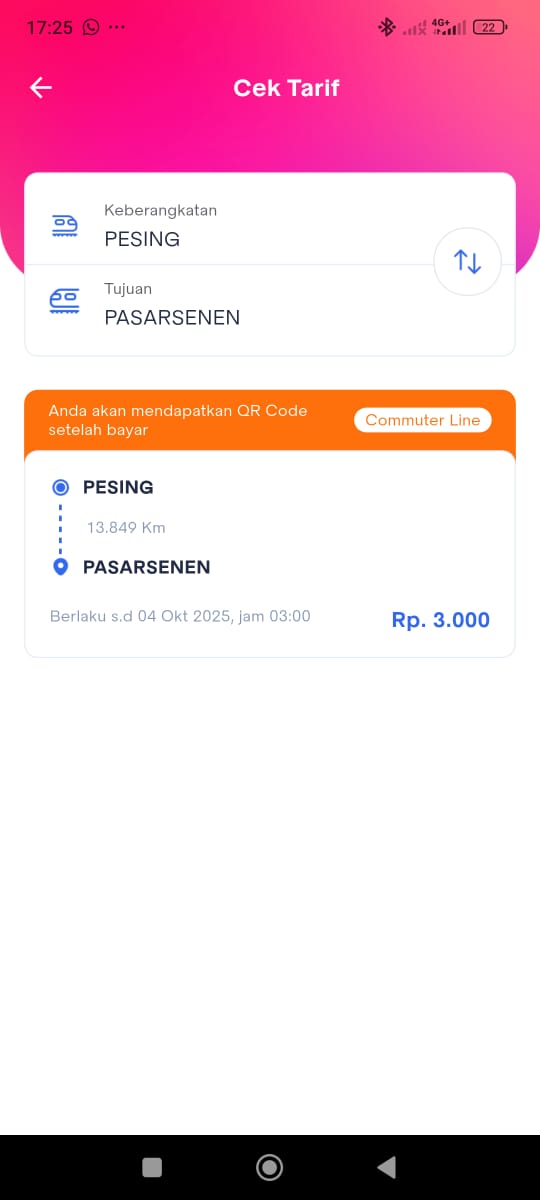 17:25
4G+
22
Cek Tarif
Keberangkatan
PESING
Tujuan
PASARSENEN
Anda akan mendapatkan QR Code
setelah bayar
Commuter Line
PESING
13.849 Km
PASARSENEN
Berlaku s.d 04 Okt 2025, jam 03:00
Rp. 3.000